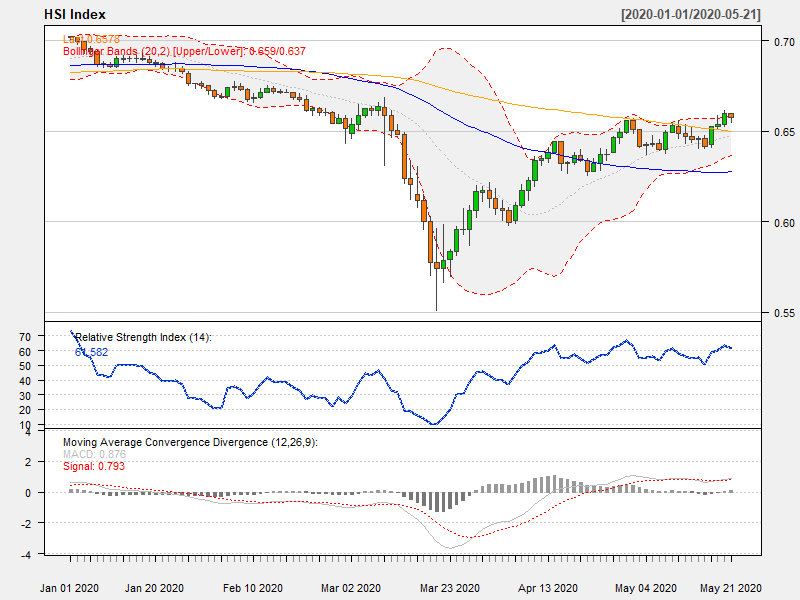 HSI Index [2020-01-01/2020-05-21]
Last 0.6578
Bollinger Bands (20,2) [Upper/Lower]: 0.659/0.637
0.70
0.65
0.60
0.55
Relative Strength Index (14):
61.582
70
60
50
40
30
20
10
Moving Average Convergence Divergence (12,26,9):
MACD: 0.876
Signal: 0.793
4
2
0
-2
-4
Jan 01 2020 Jan 20 2020 Feb 10 2020 Mar 02 2020 Mar 23 2020 Apr 13 2020 May 04 2020 May 21 2020